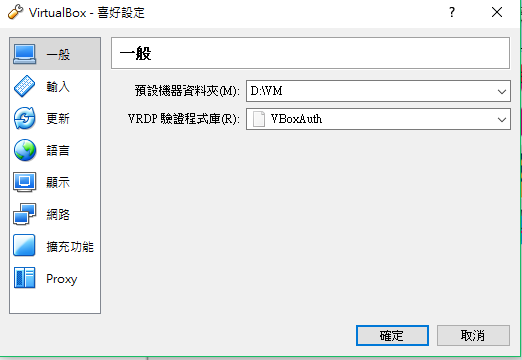 VirtualBox - 喜好設定
?
一般
輸入
更新
語言
顯示
網路
擴充功能
Proxy
一般
預設機器資料夾(M): D:\VM
VRDP 驗證程式庫(R): VBoxAuth
確定
取消